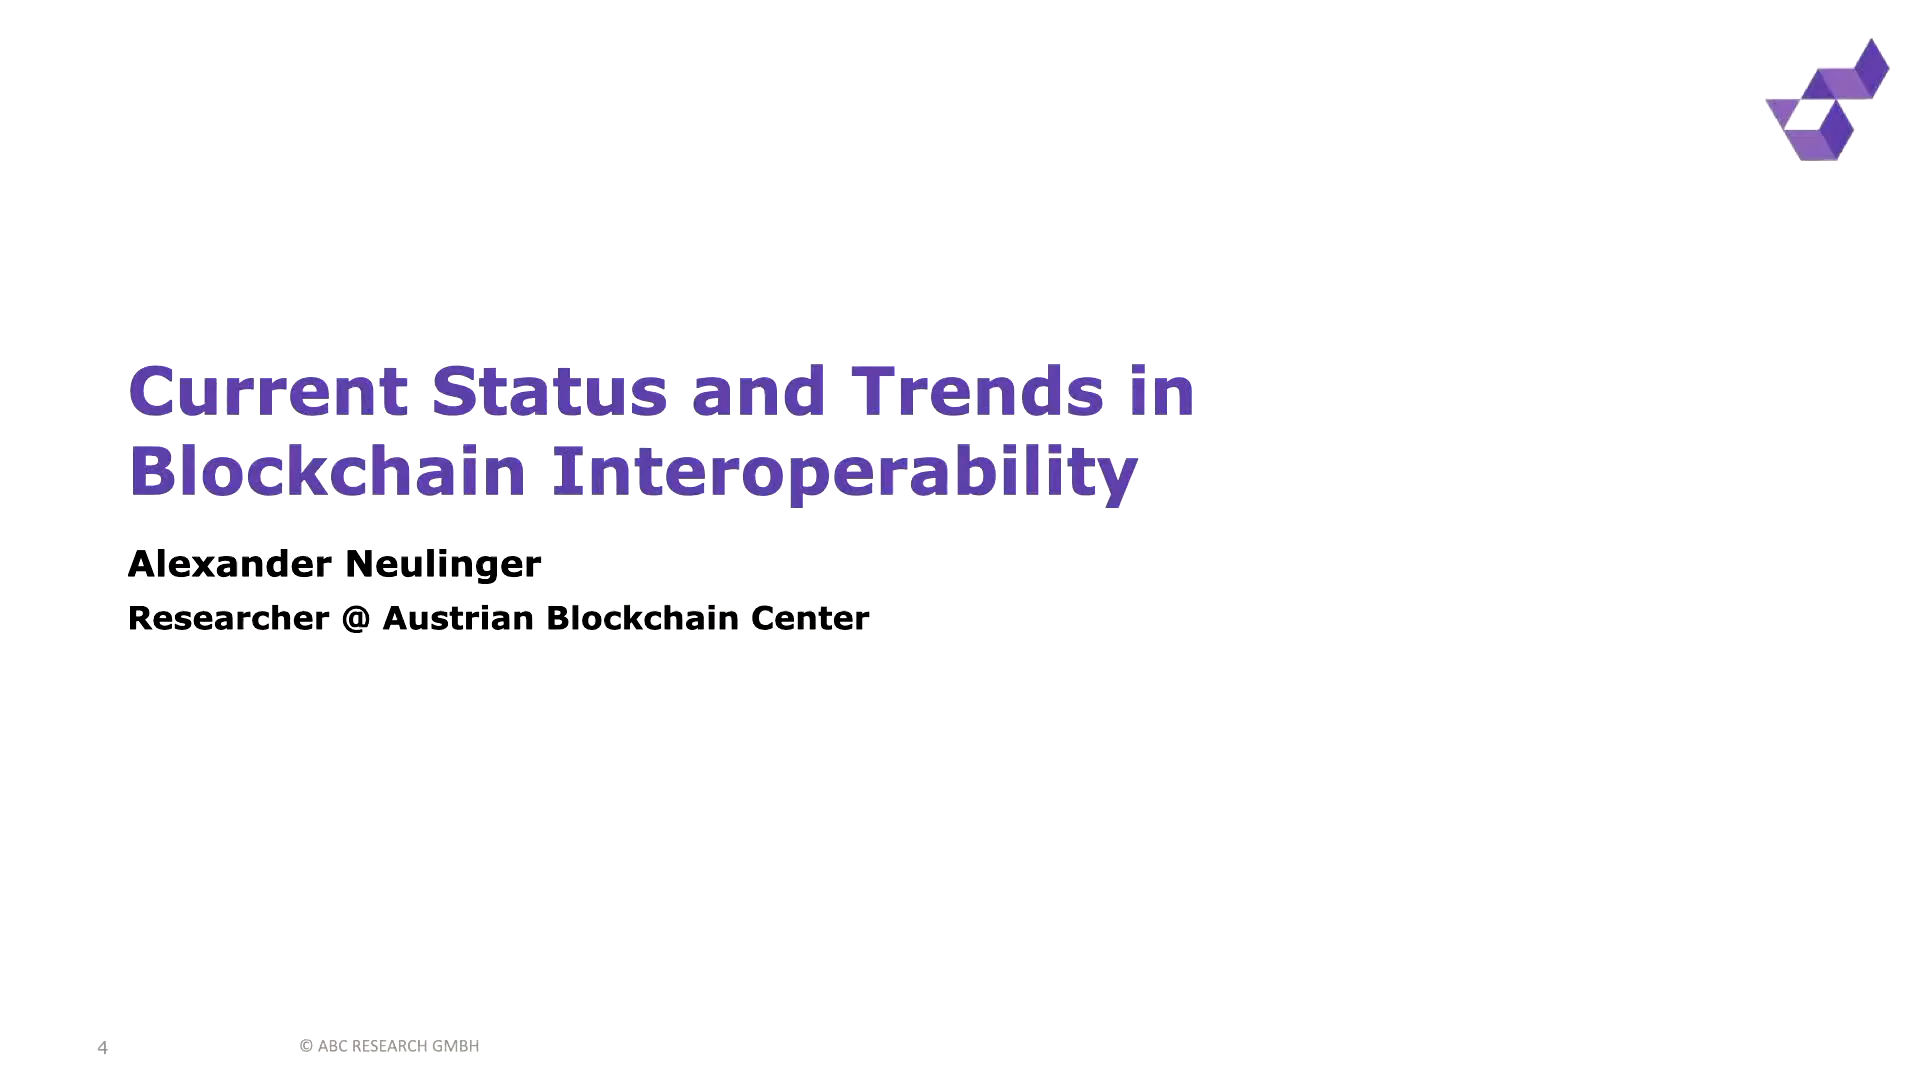 Current Status and Trends in
Blockchain Interoperability
Alexander Neulinger
Researcher @ Austrian Blockchain Center
4
© ABC RESEARCH GMBH